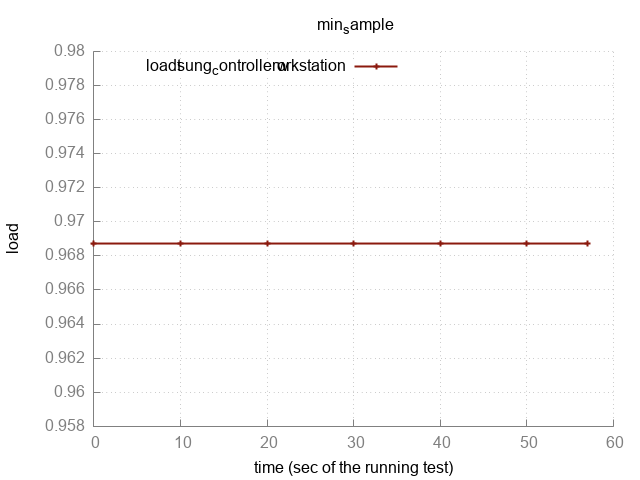 min_sample
loadtsung_controllerworkstation
0.98
0.978
0.976
0.974
0.972
0.97
0.968
0.966
0.964
0.962
0.96
0.958
load
0 10 20 30 40 50 60
time (sec of the running test)